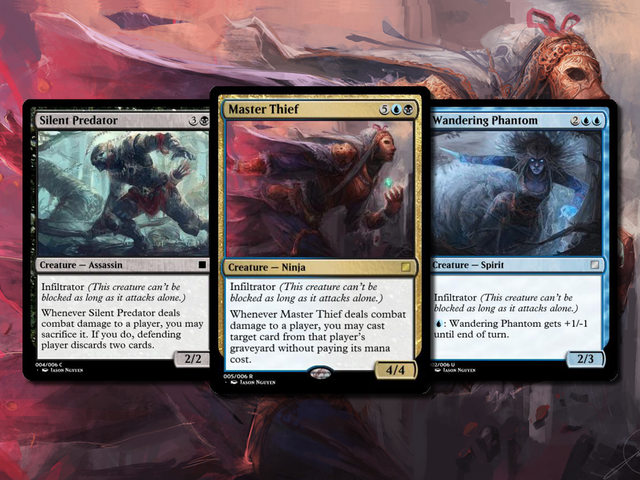 Silent Predator 3
Creature — Assassin
Infiltrator (This creature can't be
blocked as long as it attacks alone.)
Whenever Silent Predator deals
combat damage to a player, you may
sacrifice it. If you do, defending
player discards two cards.
2/2
004/006 C
Jason Nguyen
Master Thief 5
Creature — Ninja
Infiltrator (This creature can't be
blocked as long as it attacks alone.)
Whenever Master Thief deals combat
damage to a player, you may cast
target card from that player's
graveyard without paying its mana
cost.
4/4
005/006 R
Jason Nguyen
Wandering Phantom 2
Creature — Spirit
Infiltrator (This creature can't be
blocked as long as it attacks alone.)
: Wandering Phantom gets +1/-1
until end of turn.
2/3
2/006 U
Jason Nguyen